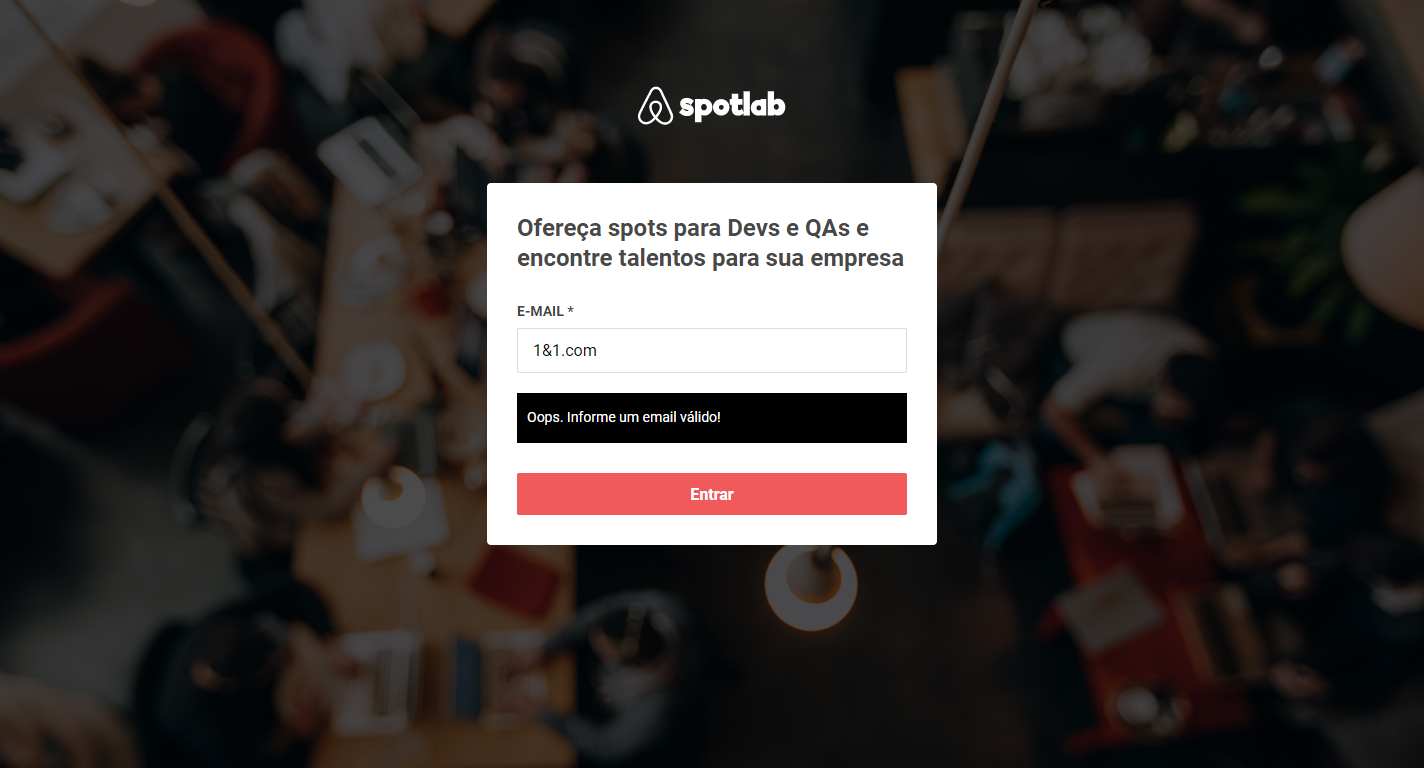 spotlab
Ofereça spots para Devs e QAs e
encontre talentos para sua empresa
E-MAIL *
1&1.com
Oops. Informe um email válido!
Entrar